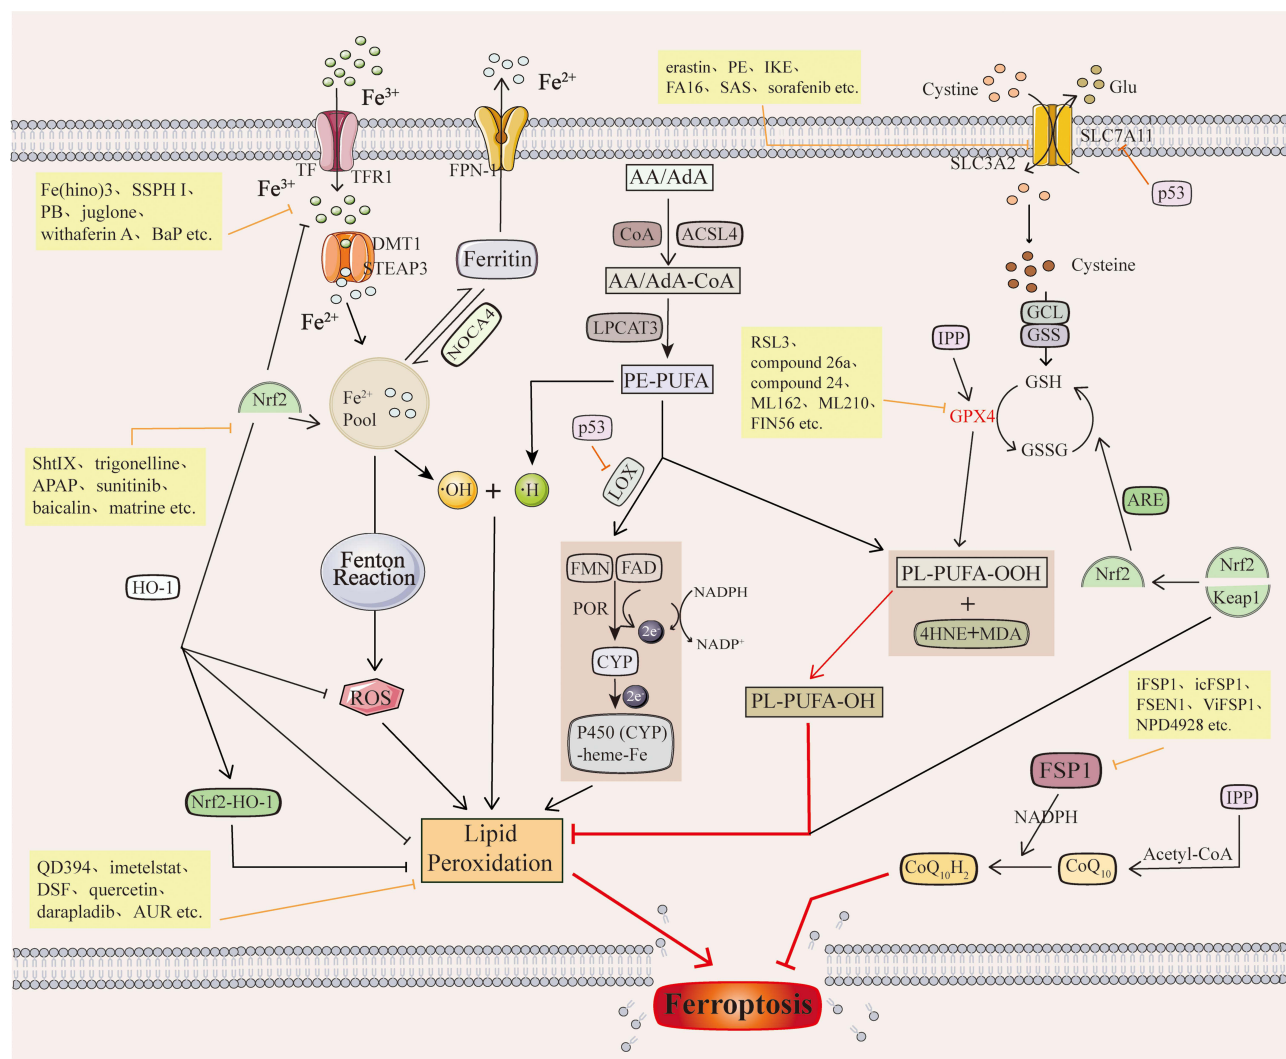 Fe³⁺
Fe²⁺
erastin、PE、IKE、
FA16、SAS、sorafenib etc.
Cystine
Glu
TF
TFR1
FPN-1
SLC7A11
SLC3A2
p53
Fe³⁺
Fe(hino)3、SSPH I、
PB、juglone、
withaferin A、BaP etc.
DMT1
STEAP3
Fe²⁺
Ferritin
NOCA4
AA/AdA
CoA
ACSL4
AA/AdA-CoA
LPCAT3
PE-PUFA
Cysteine
GCL
GSS
IPP
GSH
GPX4
GSSG
RSL3、
compound 26a、
compound 24、
ML162、ML210、
FIN56 etc.
Nrf2
Fe²⁺
Pool
p53
LOX
ShtIX、trigonelline、
APAP、sunitinib、
baicalin、matrine etc.
·OH
+
·H
ARE
Fenton
Reaction
HO-1
FMN
FAD
POR
NADPH
2e⁻
NADP⁺
CYP
2e⁻
P450 (CYP)
-heme-Fe
PL-PUFA-OOH
+
4HNE+MDA
Nrf2
Nrf2
Keap1
ROS
PL-PUFA-OH
iFSP1、icFSP1、
FSEN1、ViFSP1、
NPD4928 etc.
FSP1
Nrf2-HO-1
NADPH
IPP
Lipid
Peroxidation
CoQ₁₀H₂
CoQ₁₀
Acetyl-CoA
QD394、imetelstat、
DSF、quercetin、
darapladib、AUR etc.
Ferroptosis